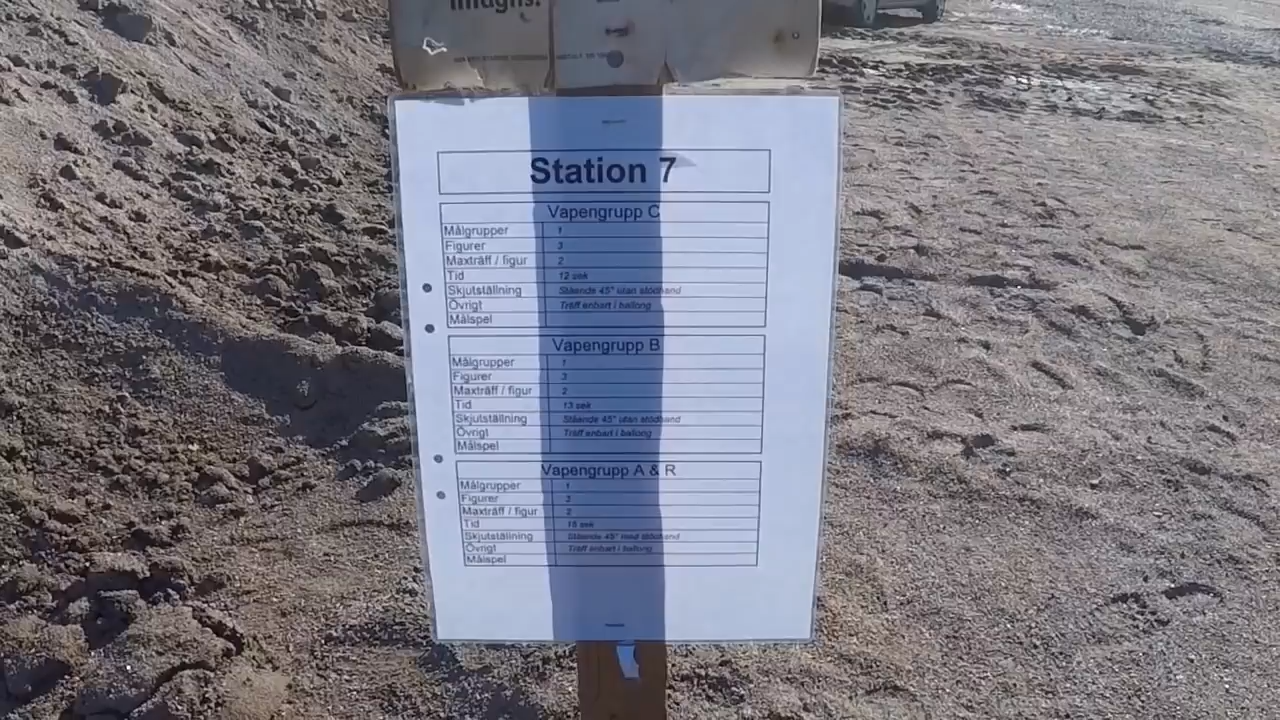 imagns.
Station 7
Vapengrupp C
Målgrupper 1
Figurer 3
Maxträff / figur 2
Tid 12 sek
Skjutställning Stående 45° utan stödhand
Övrigt Träff enbart i ballong
Målspel
Vapengrupp B
Målgrupper 1
Figurer 3
Maxträff / figur 2
Tid 13 sek
Skjutställning Stående 45° utan stödhand
Övrigt Träff enbart i ballong
Målspel
Vapengrupp A & R
Målgrupper 1
Figurer 3
Maxträff / figur 2
Tid
sek
Skjutställning Stående 45° med stödhand
Övrigt Träff enbart i ballong
Målspel